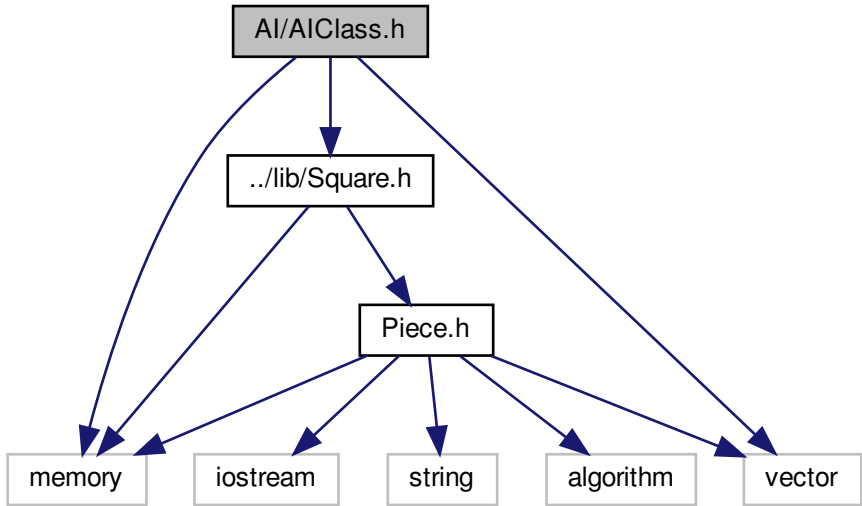 AI/AIClass.h
../lib/Square.h
Piece.h
memory
iostream
string
algorithm
vector